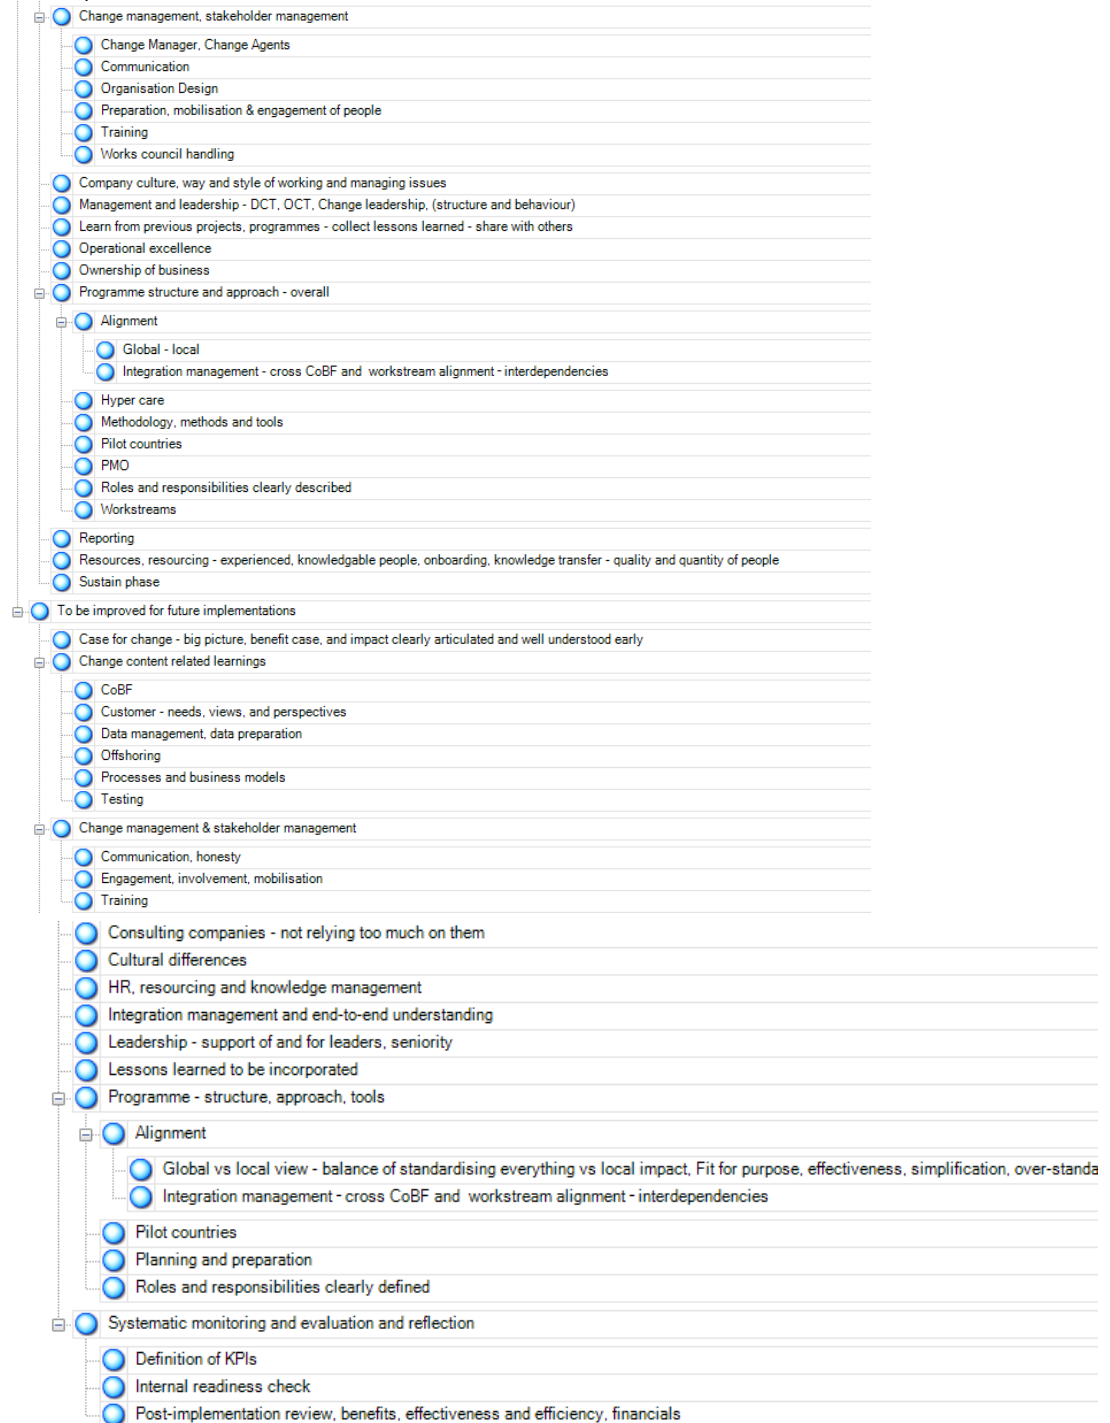 Change management, stakeholder management
Change Manager, Change Agents
Communication
Organisation Design
Preparation, mobilisation & engagement of people
Training
Works council handling
Company culture, way and style of working and managing issues
Management and leadership - DCT, OCT, Change leadership, (structure and behaviour)
Learn from previous projects, programmes - collect lessons learned - share with others
Operational excellence
Ownership of business
Programme structure and approach - overall
Alignment
Global - local
Integration management - cross CoBF and workstream alignment - interdependencies
Hyper care
Methodology, methods and tools
Pilot countries
PMO
Roles and responsibilities clearly described
Workstreams
Reporting
Resources, resourcing - experienced, knowledgable people, onboarding, knowledge transfer - quality and quantity of people
Sustain phase
To be improved for future implementations
Case for change - big picture, benefit case, and impact clearly articulated and well understood early
Change content related learnings
CoBF
Customer - needs, views, and perspectives
Data management, data preparation
Offshoring
Processes and business models
Testing
Change management & stakeholder management
Communication, honesty
Engagement, involvement, mobilisation
Training
Consulting companies - not relying too much on them
Cultural differences
HR, resourcing and knowledge management
Integration management and end-to-end understanding
Leadership - support of and for leaders, seniority
Lessons learned to be incorporated
Programme - structure, approach, tools
Alignment
Global vs local view - balance of standardising everything vs local impact, Fit for purpose, effectiveness, simplification, over-standa
Integration management - cross CoBF and workstream alignment - interdependencies
Pilot countries
Planning and preparation
Roles and responsibilities clearly defined
Systematic monitoring and evaluation and reflection
Definition of KPIs
Internal readiness check
Post-implementation review, benefits, effectiveness and efficiency, financials